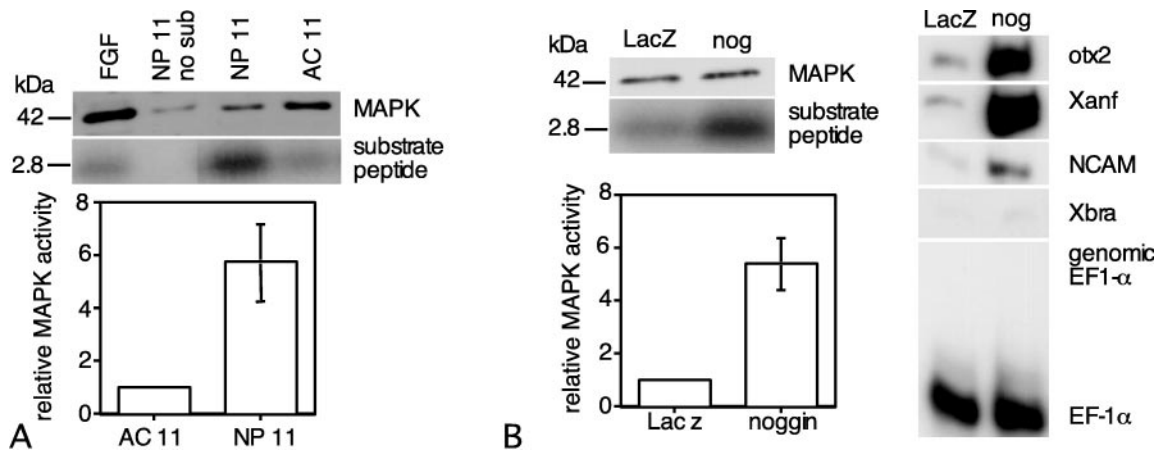 kDa
FGF
NP 11
no sub
NP 11
AC 11
42
MAPK
2.8
substrate
peptide
relative MAPK activity
8
6
4
2
0
AC 11
NP 11
A
kDa
LacZ
nog
42
MAPK
2.8
substrate
peptide
relative MAPK activity
8
6
4
2
0
Lac z
noggin
B
LacZ
nog
otx2
Xanf
NCAM
Xbra
genomic
EF1-α
EF-1α